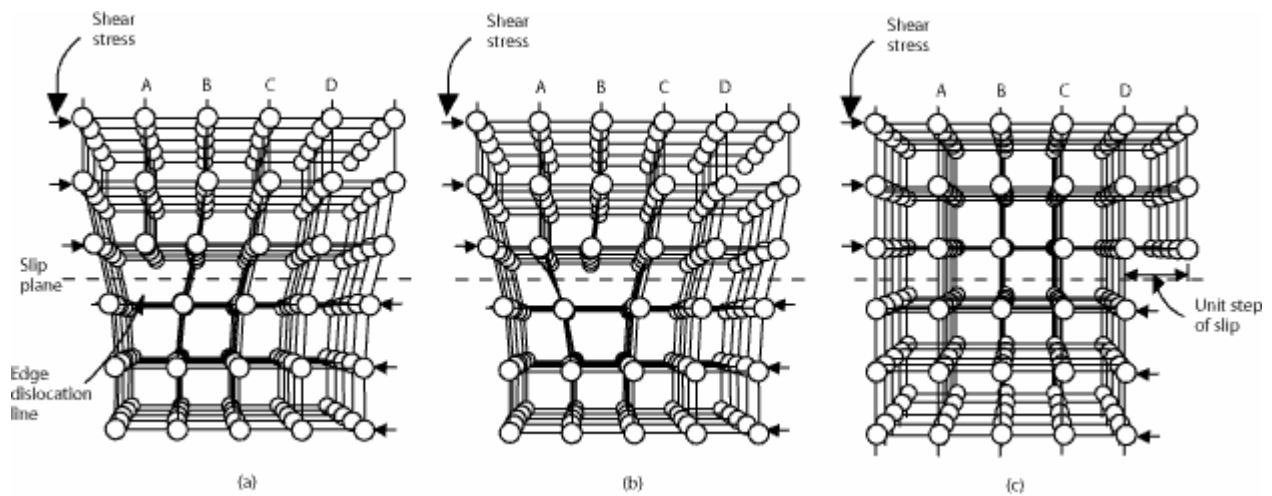 Shear
stress
A B C D
Slip
plane
Edge
dislocation
line
(a)
Shear
stress
A B C D
(b)
Shear
stress
A B C D
Unit step
of slip
(c)